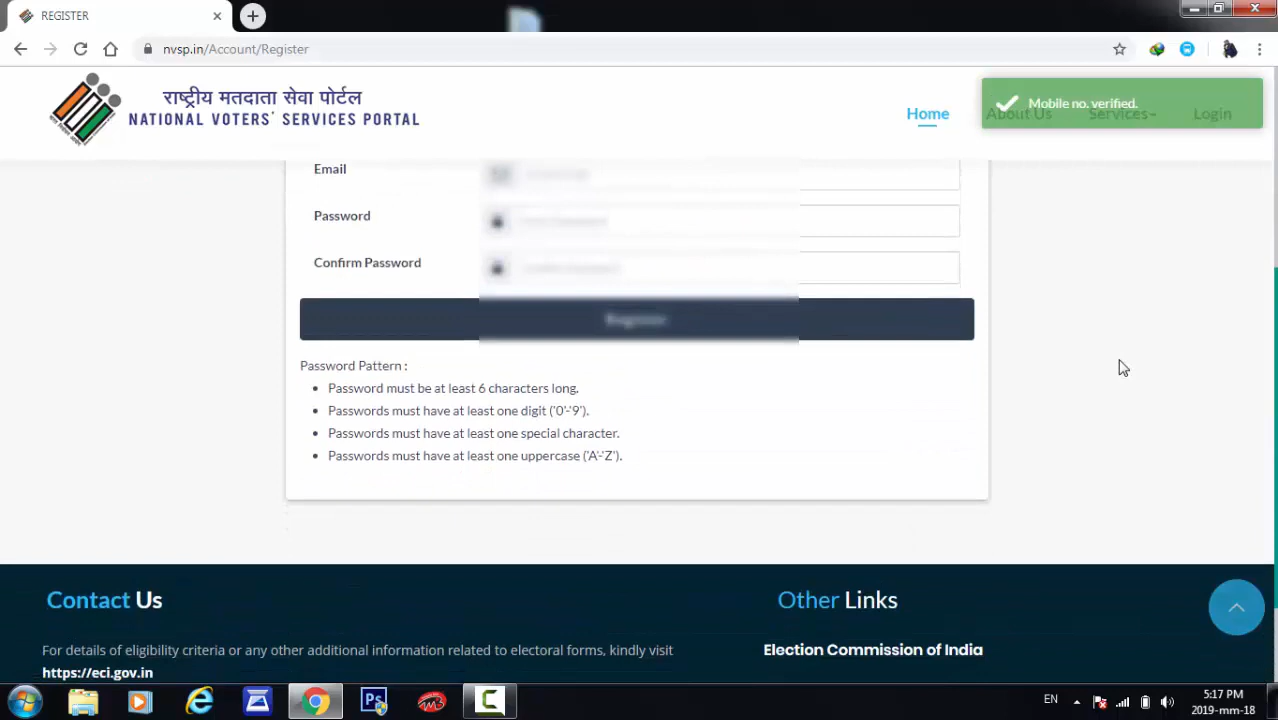 REGISTER
nvsp.in/Account/Register
राष्ट्रीय मतदाता सेवा पोर्टल
NATIONAL VOTERS' SERVICES PORTAL
Home
About Us
Services
Login
Mobile no. verified.
Email
Password
Confirm Password
Register
Password Pattern :
Password must be at least 6 characters long.
Passwords must have at least one digit ('0'-'9').
Passwords must have at least one special character.
Passwords must have at least one uppercase ('A'-'Z').
Contact Us
For details of eligibility criteria or any other additional information related to electoral forms, kindly visit
https://eci.gov.in
Other Links
Election Commission of India
EN
5:17 PM
2019-mm-18